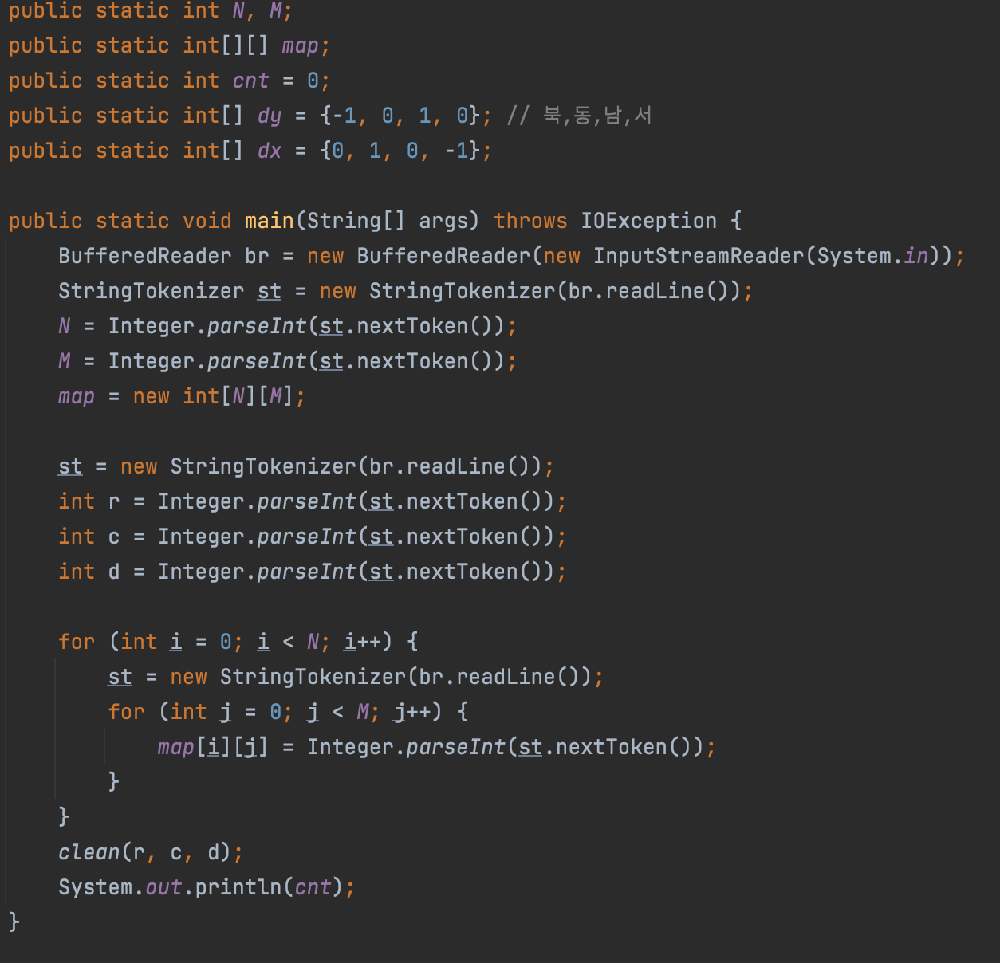 public static int N, M;
public static int[][] map;
public static int cnt = 0;
public static int[] dy = {-1, 0, 1, 0}; // 북,동,남,서
public static int[] dx = {0, 1, 0, -1};
public static void main(String[] args) throws IOException {
BufferedReader br = new BufferedReader(new InputStreamReader(System.in));
StringTokenizer st = new StringTokenizer(br.readLine());
N = Integer.parseInt(st.nextToken());
M = Integer.parseInt(st.nextToken());
map = new int[N][M];
st = new StringTokenizer(br.readLine());
int r = Integer.parseInt(st.nextToken());
int c = Integer.parseInt(st.nextToken());
int d = Integer.parseInt(st.nextToken());
for (int i = 0; i < N; i++) {
st = new StringTokenizer(br.readLine());
for (int j = 0; j < M; j++) {
map[i][j] = Integer.parseInt(st.nextToken());
}
}
clean(r, c, d);
System.out.println(cnt);
}